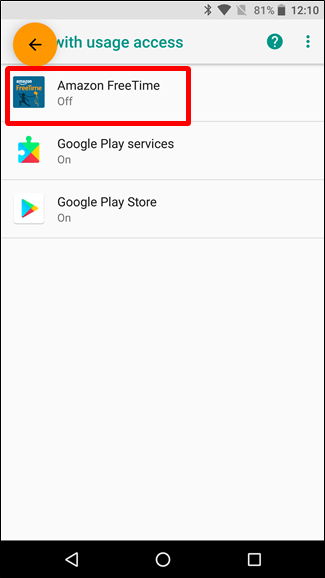 81% 12:10
with usage access
amazon
FreeTime
Amazon FreeTime
Off
Google Play services
On
Google Play Store
On